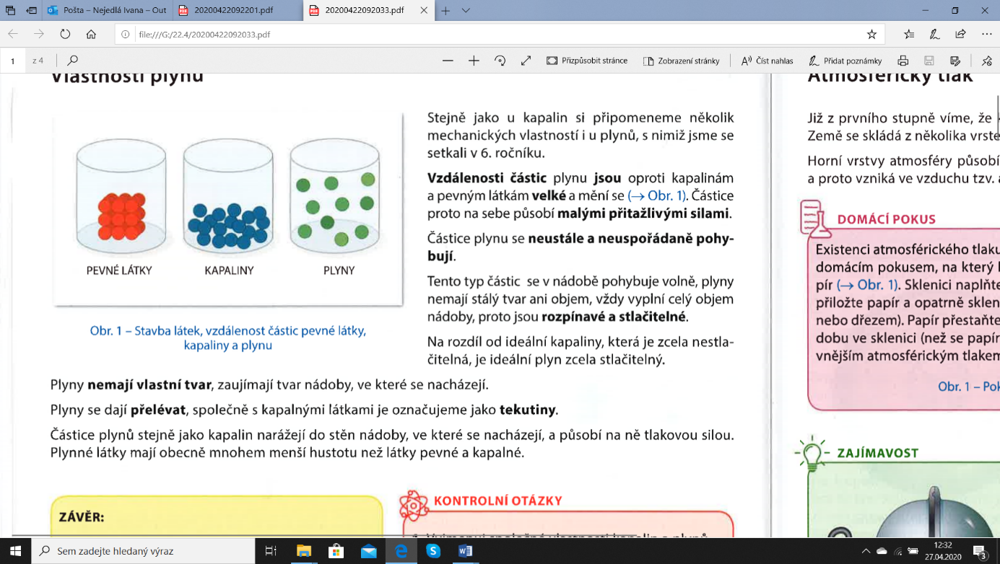 Pošta – Nejedlá Ivana – Out
20200422092201.pdf
20200422092033.pdf
file:///G:/22.4/20200422092033.pdf
1
z 4
Přizpůsobit stránce
Zobrazení stránky
Číst nahlas
Přidat poznámky
Vlastnosti plynů
PEVNÉ LÁTKY
KAPALINY
PLYNY
Obr. 1 – Stavba látek, vzdálenost částic pevné látky,
kapaliny a plynu
Stejně jako u kapalin si připomeneme několik
mechanických vlastností i u plynů, s nimiž jsme se
setkali v 6. ročníku.
Vzdálenosti částic plynu jsou oproti kapalinám
a pevným látkám velké a mění se (→ Obr. 1). Částice
proto na sebe působí malými přitažlivými silami.
Částice plynu se neustále a neuspořádaně pohy-
bují.
Tento typ částic se v nádobě pohybuje volně, plyny
nemají stálý tvar ani objem, vždy vyplní celý objem
nádoby, proto jsou rozpínavé a stlačitelné.
Na rozdíl od ideální kapaliny, která je zcela nestla-
čitelná, je ideální plyn zcela stlačitelný.
Plyny nemají vlastní tvar, zaujímají tvar nádoby, ve které se nacházejí.
Plyny se dají přelévat, společně s kapalnými látkami je označujeme jako tekutiny.
Částice plynů stejně jako kapalin narážejí do stěn nádoby, ve které se nacházejí, a působí na ně tlakovou silou.
Plynné látky mají obecně mnohem menší hustotu než látky pevné a kapalné.
ZÁVĚR:
KONTROLNÍ OTÁZKY
Atmosférický tlak
Již z prvního stupně víme, že
Země se skládá z několika vrste
Horní vrstvy atmosféry působí
a proto vzniká ve vzduchu tzv. a
DOMÁCÍ POKUS
Existenci atmosférického tlaku
domácím pokusem, na který
pír (→ Obr. 1). Sklenici naplňte
přiložte papír a opatrně sklen
nebo dřezem). Papír přestaňte
dobu ve sklenici (než se papír
vnějším atmosférickým tlakem
Obr. 1 – Pok
ZAJÍMAVOST
Sem zadejte hledaný výraz
12:32
27.04.2020
3